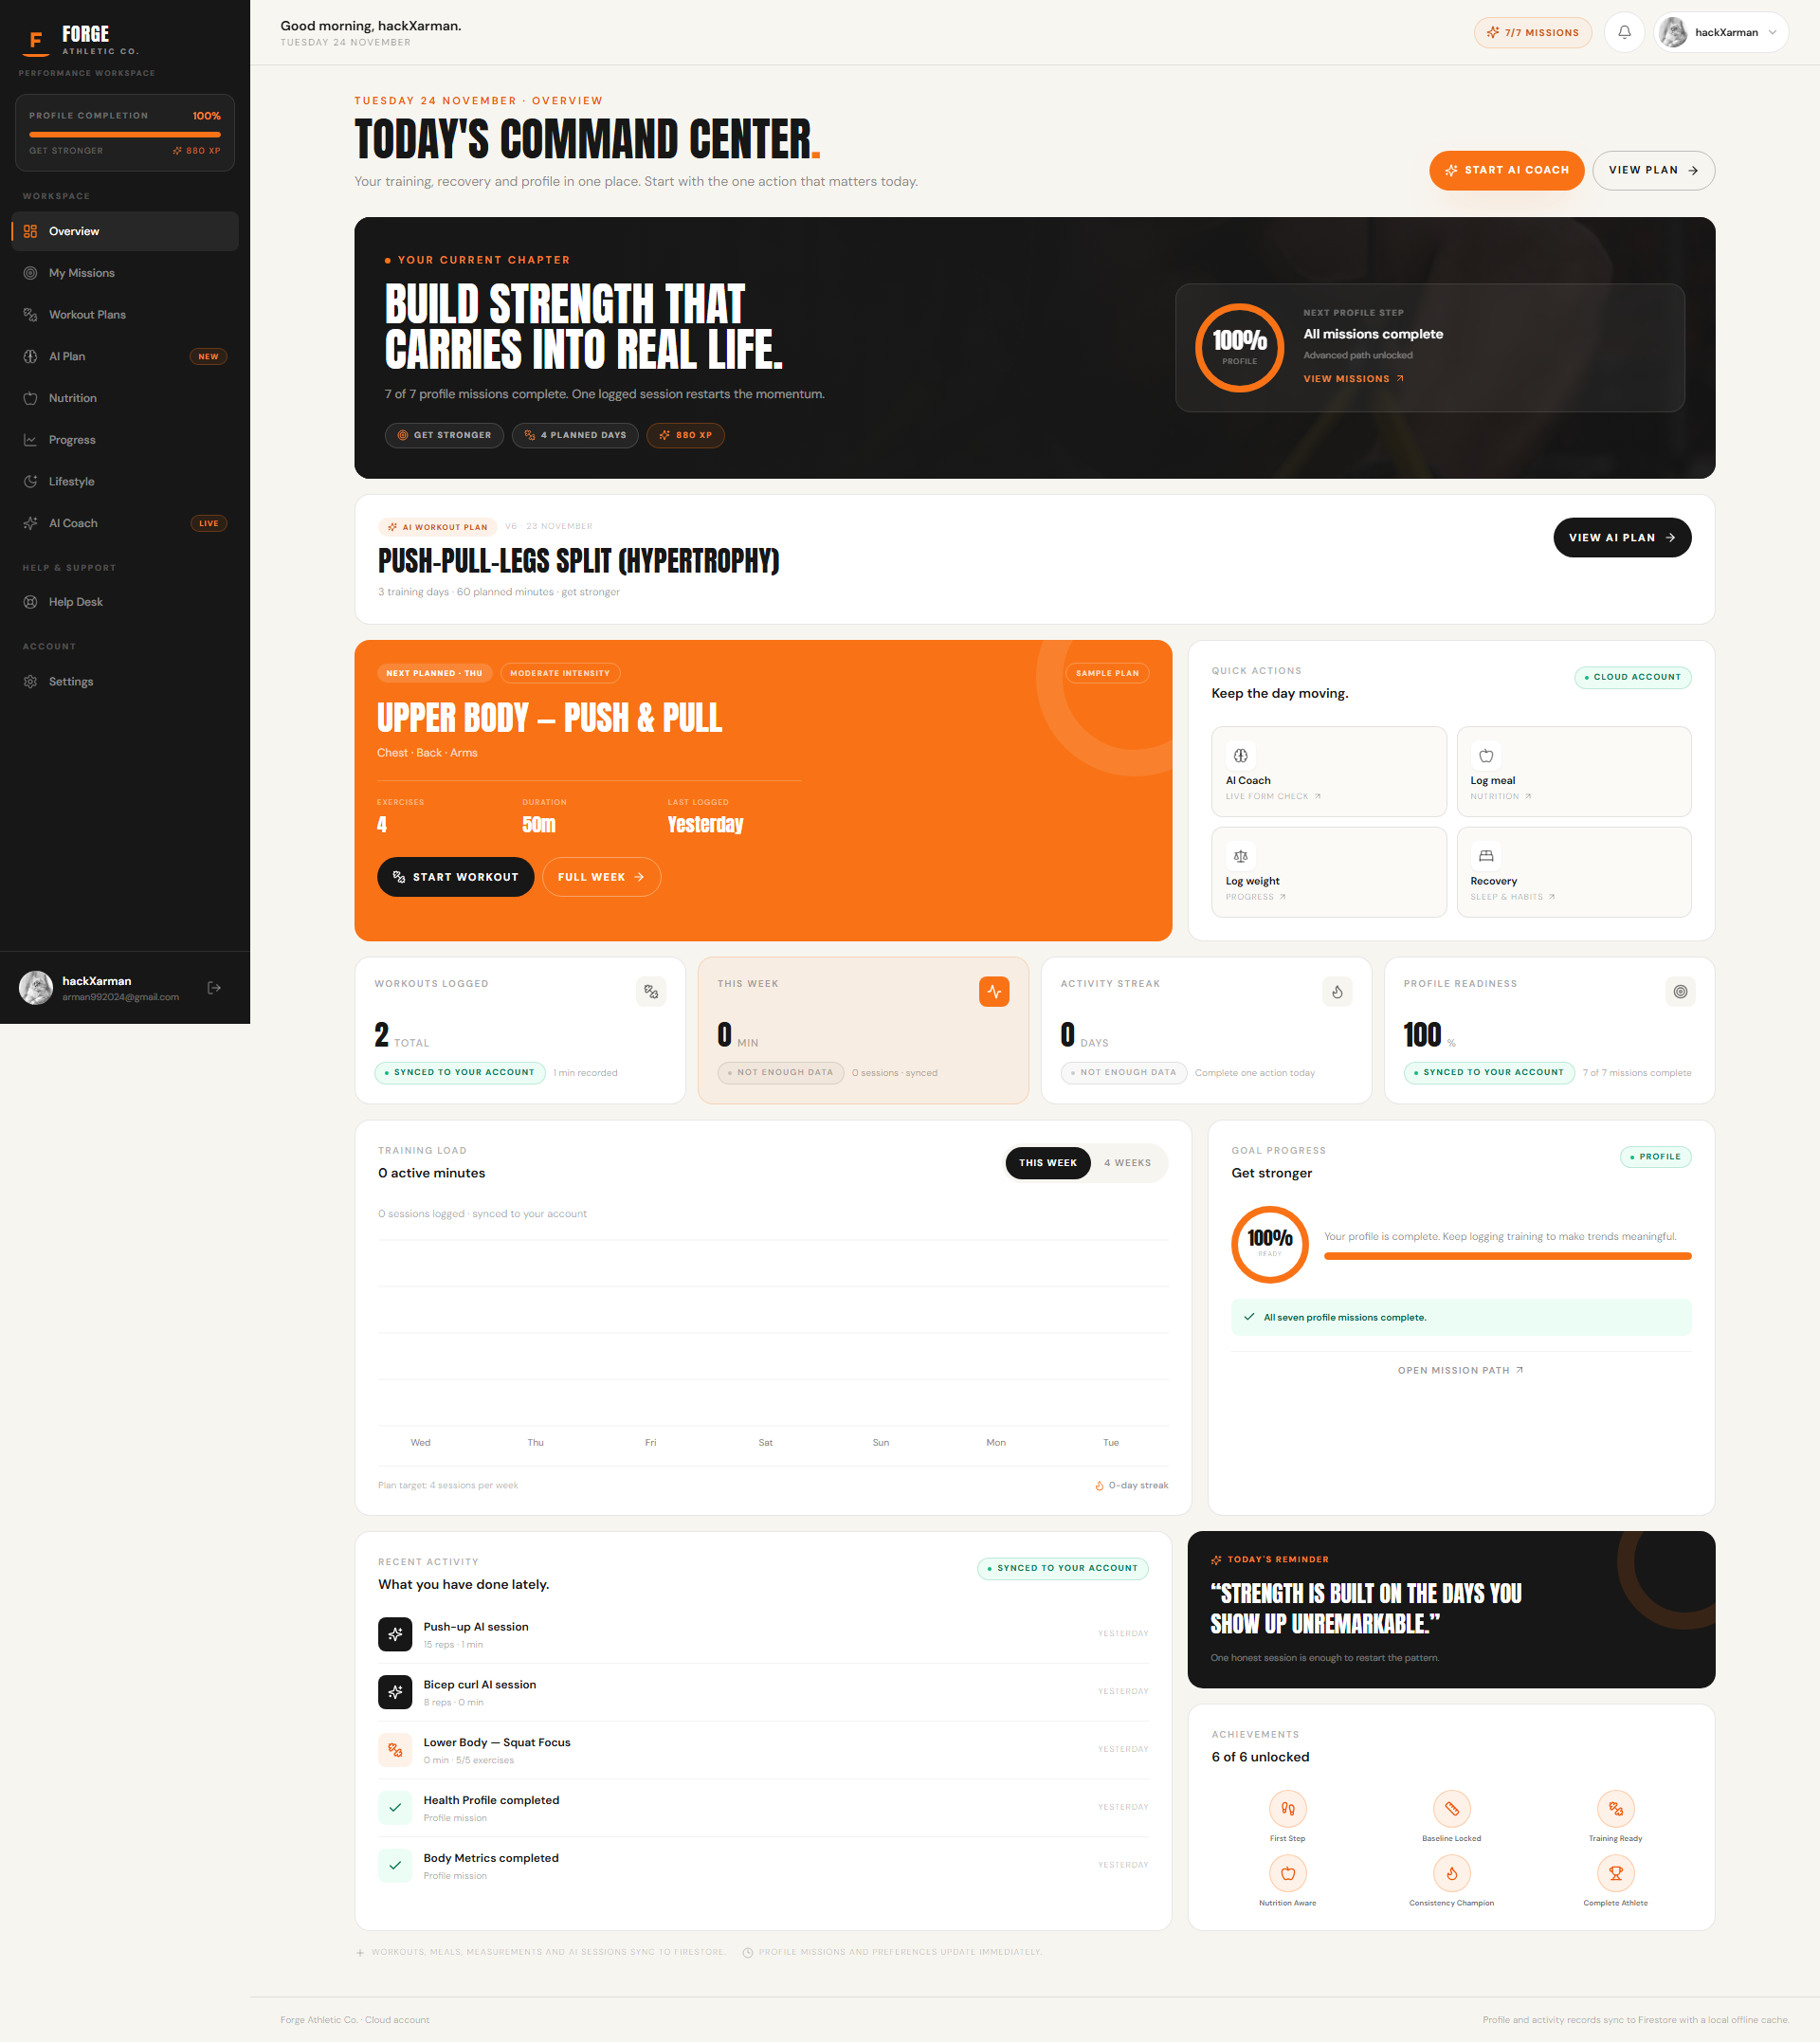 F
FORGE
ATHLETIC CO.
PERFORMANCE WORKSPACE
PROFILE COMPLETION 100%
GET STRONGER 880 XP
WORKSPACE
Overview
My Missions
Workout Plans
AI Plan NEW
Nutrition
Progress
Lifestyle
AI Coach LIVE
HELP & SUPPORT
Help Desk
ACCOUNT
Settings
hackXarman
arman992024@gmail.com
Good morning, hackXarman.
TUESDAY 24 NOVEMBER
7/7 MISSIONS
hackXarman
TUESDAY 24 NOVEMBER · OVERVIEW
TODAY'S COMMAND CENTER.
Your training, recovery and profile in one place. Start with the one action that matters today.
START AI COACH
VIEW PLAN
YOUR CURRENT CHAPTER
BUILD STRENGTH THAT
CARRIES INTO REAL LIFE.
7 of 7 profile missions complete. One logged session restarts the momentum.
GET STRONGER
4 PLANNED DAYS
880 XP
100%
PROFILE
NEXT PROFILE STEP
All missions complete
Advanced path unlocked
VIEW MISSIONS
AI WORKOUT PLAN V6 · 23 NOVEMBER
PUSH-PULL-LEGS SPLIT (HYPERTROPHY)
3 training days · 60 planned minutes · get stronger
VIEW AI PLAN
NEXT PLANNED · THU MODERATE INTENSITY SAMPLE PLAN
UPPER BODY — PUSH & PULL
Chest · Back · Arms
EXERCISES DURATION LAST LOGGED
4 50m Yesterday
START WORKOUT FULL WEEK
QUICK ACTIONS
Keep the day moving.
CLOUD ACCOUNT
AI Coach
LIVE FORM CHECK
Log meal
NUTRITION
Log weight
PROGRESS
Recovery
SLEEP & HABITS
WORKOUTS LOGGED
2 TOTAL
SYNCED TO YOUR ACCOUNT 1 min recorded
THIS WEEK
0 MIN
NOT ENOUGH DATA 0 sessions · synced
ACTIVITY STREAK
0 DAYS
NOT ENOUGH DATA Complete one action today
PROFILE READINESS
100 %
SYNCED TO YOUR ACCOUNT 7 of 7 missions complete
TRAINING LOAD
0 active minutes
THIS WEEK 4 WEEKS
0 sessions logged · synced to your account
Wed Thu Fri Sat Sun Mon Tue
Plan target: 4 sessions per week 0-day streak
GOAL PROGRESS
Get stronger
PROFILE
100%
READY
Your profile is complete. Keep logging training to make trends meaningful.
All seven profile missions complete.
OPEN MISSION PATH
RECENT ACTIVITY
What you have done lately.
SYNCED TO YOUR ACCOUNT
Push-up AI session
15 reps · 1 min
YESTERDAY
Bicep curl AI session
8 reps · 0 min
YESTERDAY
Lower Body — Squat Focus
0 min · 5/5 exercises
YESTERDAY
Health Profile completed
Profile mission
YESTERDAY
Body Metrics completed
Profile mission
YESTERDAY
TODAY'S REMINDER
“STRENGTH IS BUILT ON THE DAYS YOU
SHOW UP UNREMARKABLE.”
One honest session is enough to restart the pattern.
ACHIEVEMENTS
6 of 6 unlocked
First Step Baseline Locked Training Ready
Nutrition Aware Consistency Champion Complete Athlete
WORKOUTS, MEALS, MEASUREMENTS AND AI SESSIONS SYNC TO FIRESTORE. PROFILE MISSIONS AND PREFERENCES UPDATE IMMEDIATELY.
Forge Athletic Co. · Cloud account
Profile and activity records sync to Firestore with a local offline cache.